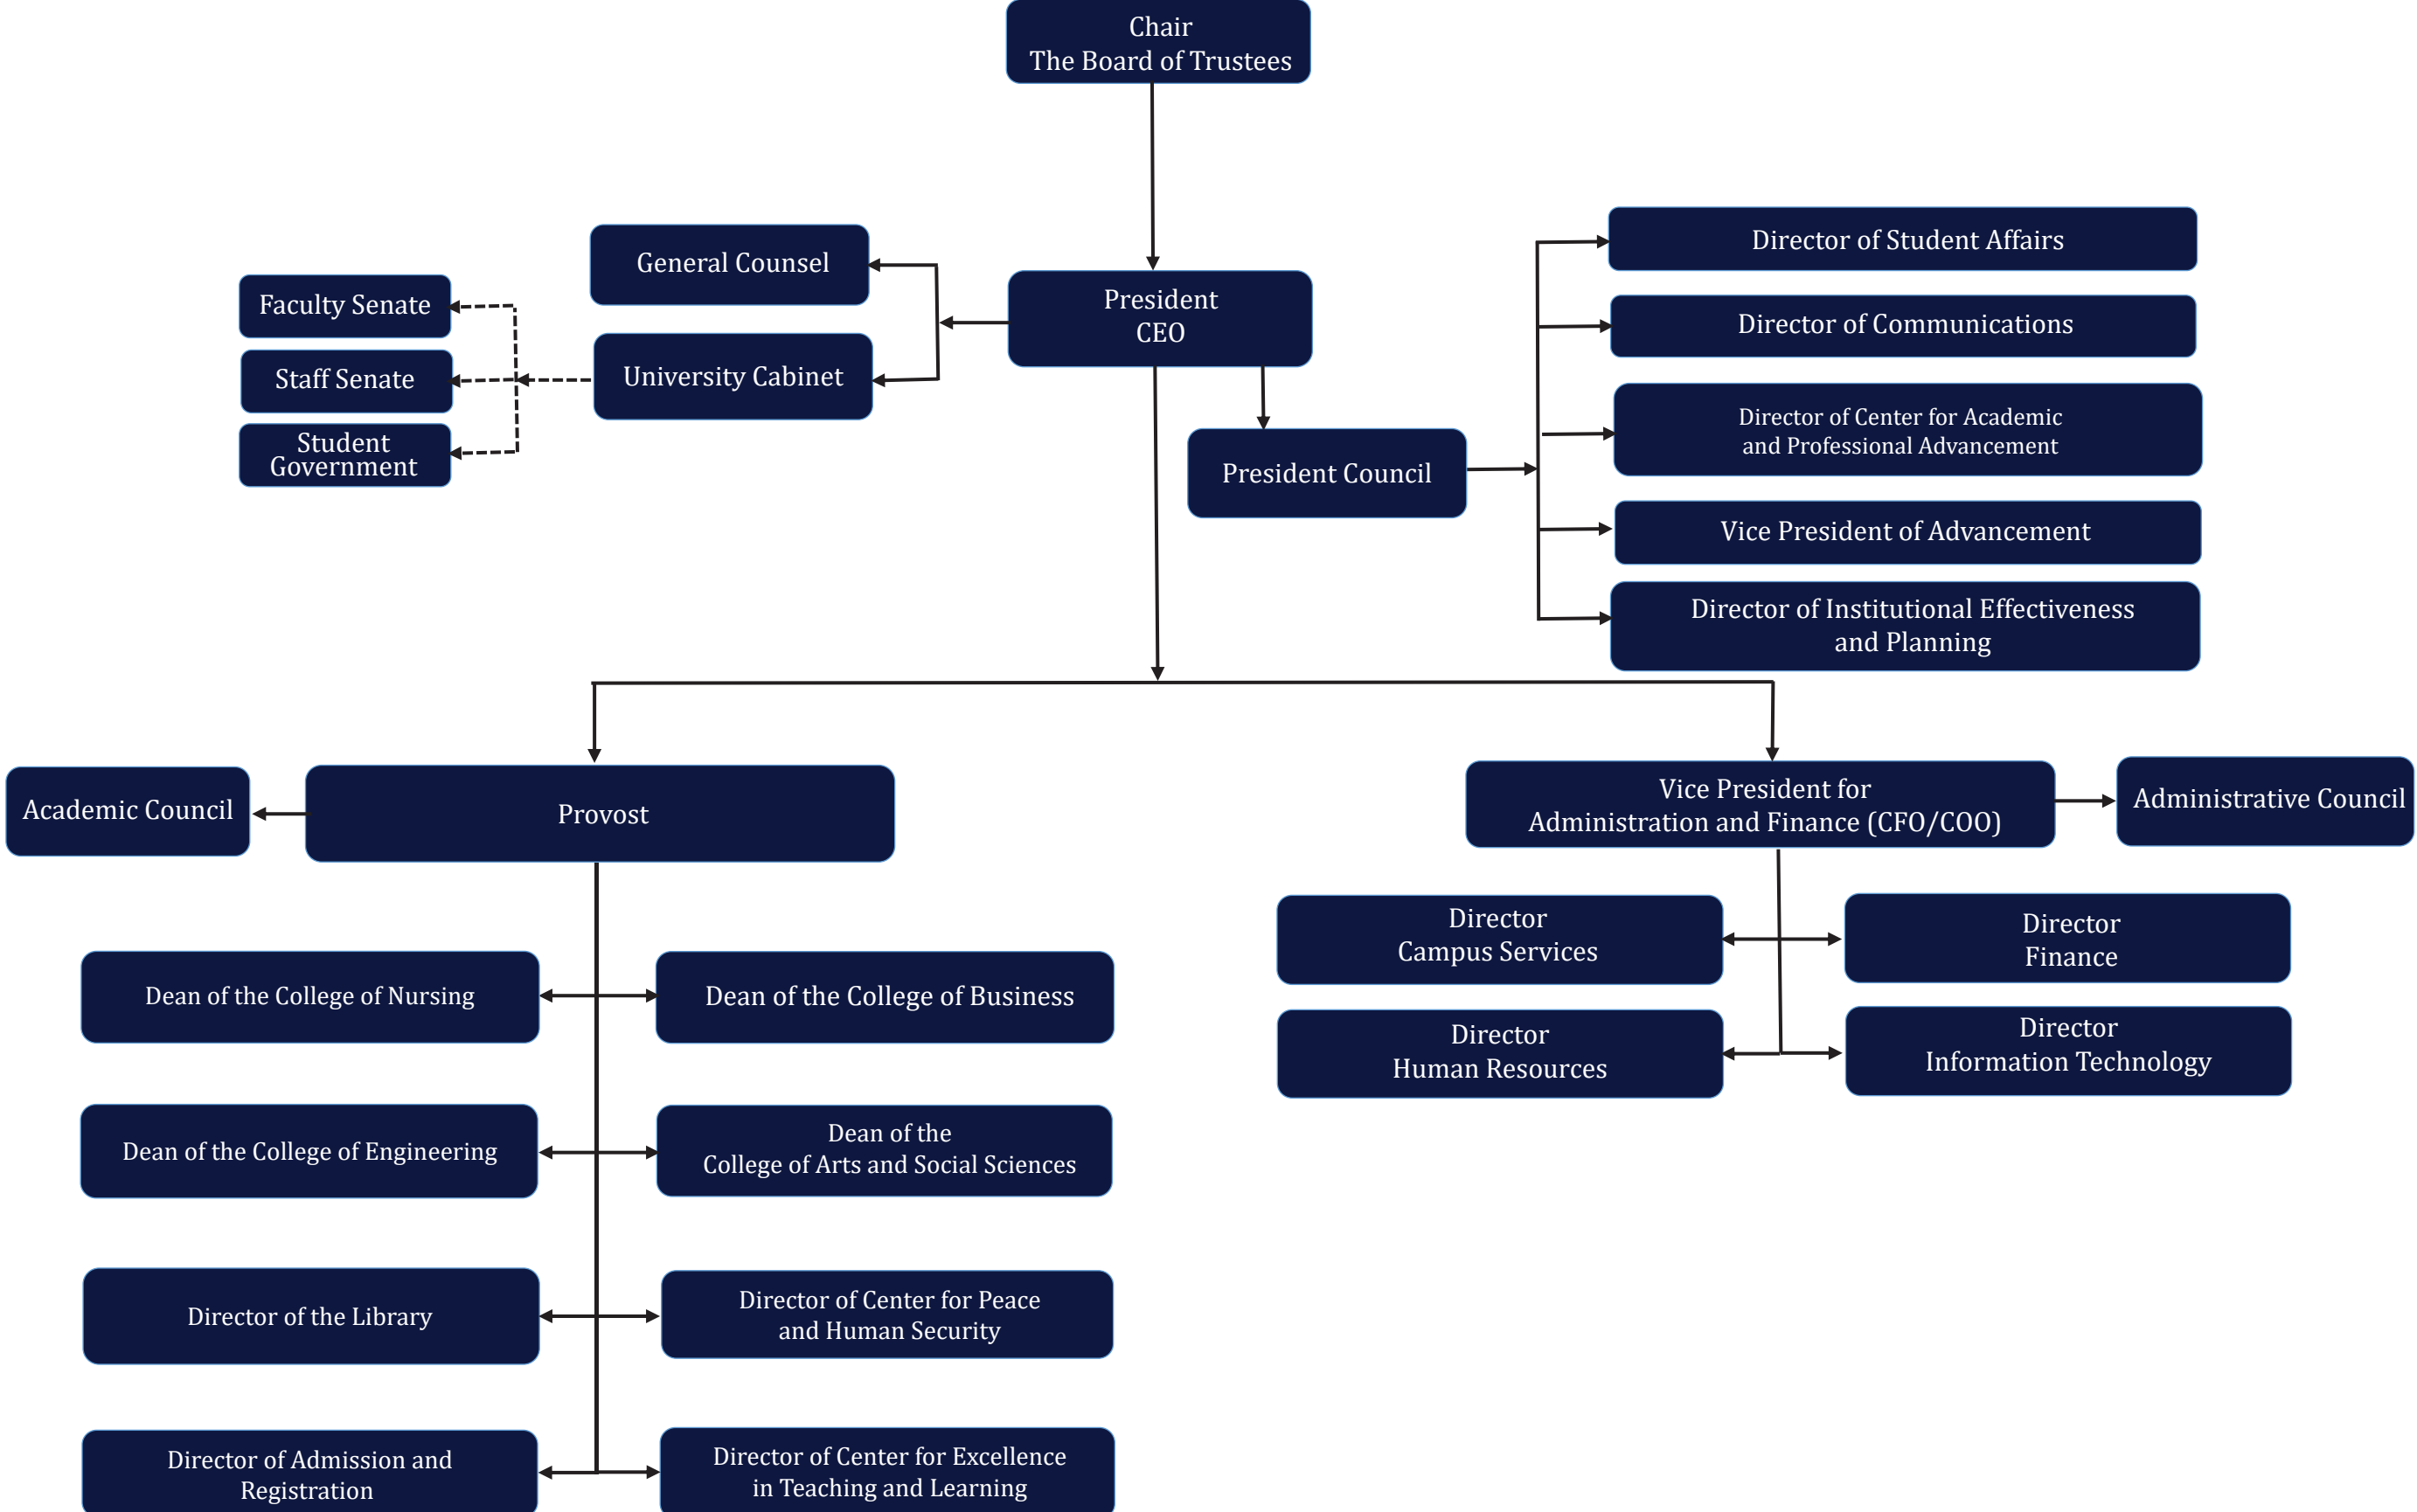 Chair
The Board of Trustees
President
CEO
General Counsel
University Cabinet
Faculty Senate
Staff Senate
Student
Government
President Council
Director of Student Affairs
Director of Communications
Director of Center for Academic
and Professional Advancement
Vice President of Advancement
Director of Institutional Effectiveness
and Planning
Academic Council
Provost
Vice President for
Administration and Finance (CFO/COO)
Administrative Council
Dean of the College of Nursing
Dean of the College of Business
Dean of the College of Engineering
Dean of the
College of Arts and Social Sciences
Director of the Library
Director of Center for Peace
and Human Security
Director of Admission and
Registration
Director of Center for Excellence
in Teaching and Learning
Director
Campus Services
Director
Finance
Director
Human Resources
Director
Information Technology